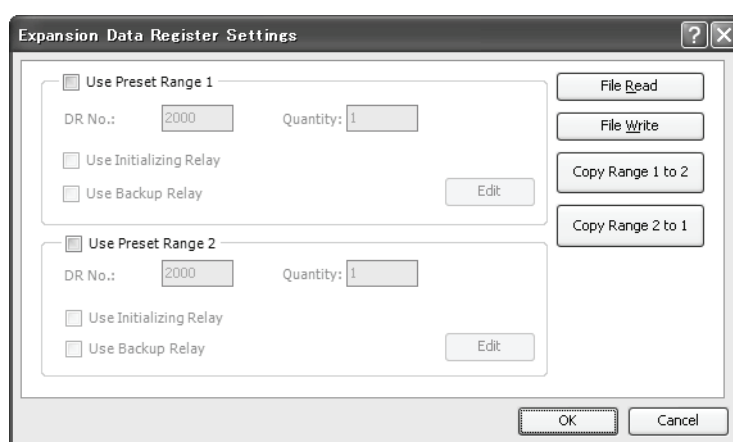 Expansion Data Register Settings
?
X
Use Preset Range 1
DR No.: 2000 Quantity: 1
Use Initializing Relay
Use Backup Relay
Edit
Use Preset Range 2
DR No.: 2000 Quantity: 1
Use Initializing Relay
Use Backup Relay
Edit
File Read
File Write
Copy Range 1 to 2
Copy Range 2 to 1
OK
Cancel